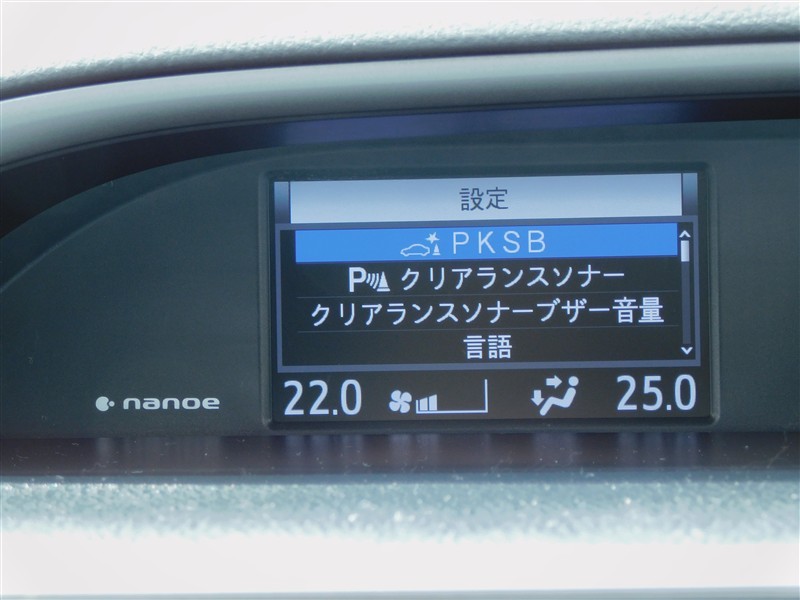 設定
PKSB
P クリアランスソナー
クリアランスソナーブザー音量
言語
22.0 25.0
nanoe